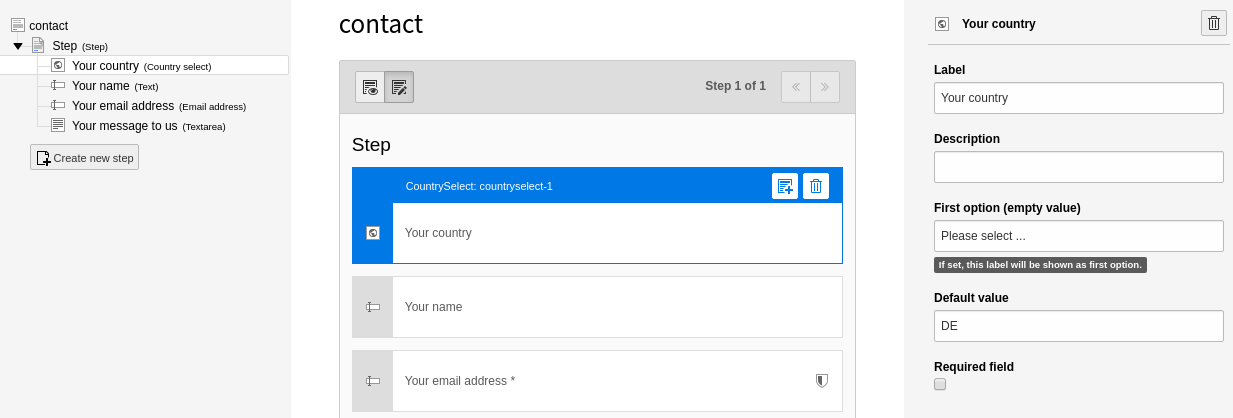 contact
Step (Step)
Your country (Country select)
Your name (Text)
Your email address (Email address)
Your message to us (Textarea)
Create new step
contact
Step 1 of 1
Step
CountrySelect: countryselect-1
Your country
Your name
Your email address *
Your country
Label
Your country
Description
First option (empty value)
Please select ...
If set, this label will be shown as first option.
Default value
DE
Required field